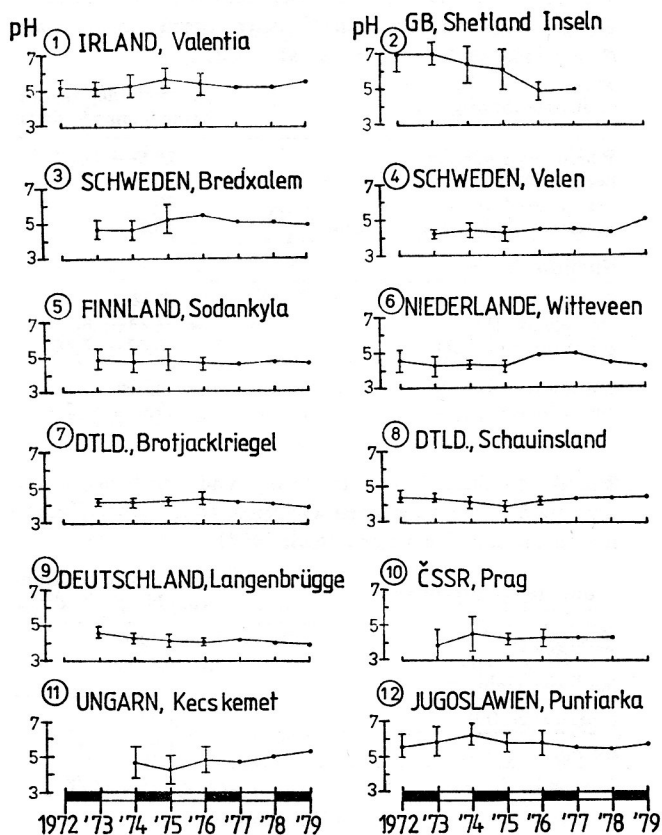 pH
① IRLAND, Valentia
7
5
3
pH
② GB, Shetland Inseln
7
5
3
③ SCHWEDEN, Bredxalem
7
5
3
④ SCHWEDEN, Velen
7
5
3
⑤ FINNLAND, Sodankyla
7
5
3
⑥ NIEDERLANDE, Witteveen
7
5
3
⑦ DTLD., Brotjacklriegel
7
5
3
⑧ DTLD., Schauinsland
7
5
3
⑨ DEUTSCHLAND, Langenbrügge
7
5
3
⑩ ČSSR, Prag
7
5
3
⑪ UNGARN, Kecskemet
7
5
3
1972 '73 '74 '75 '76 '77 '78 '79
⑫ JUGOSLAWIEN, Puntiarka
7
5
3
1972 '73 '74 '75 '76 '77 '78 '79